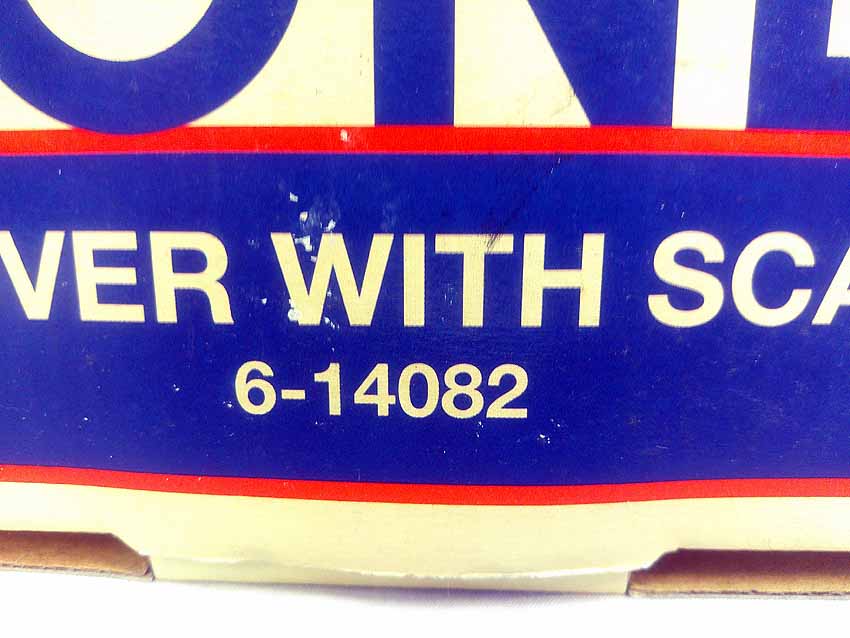 VER WITH SCA
6-14082